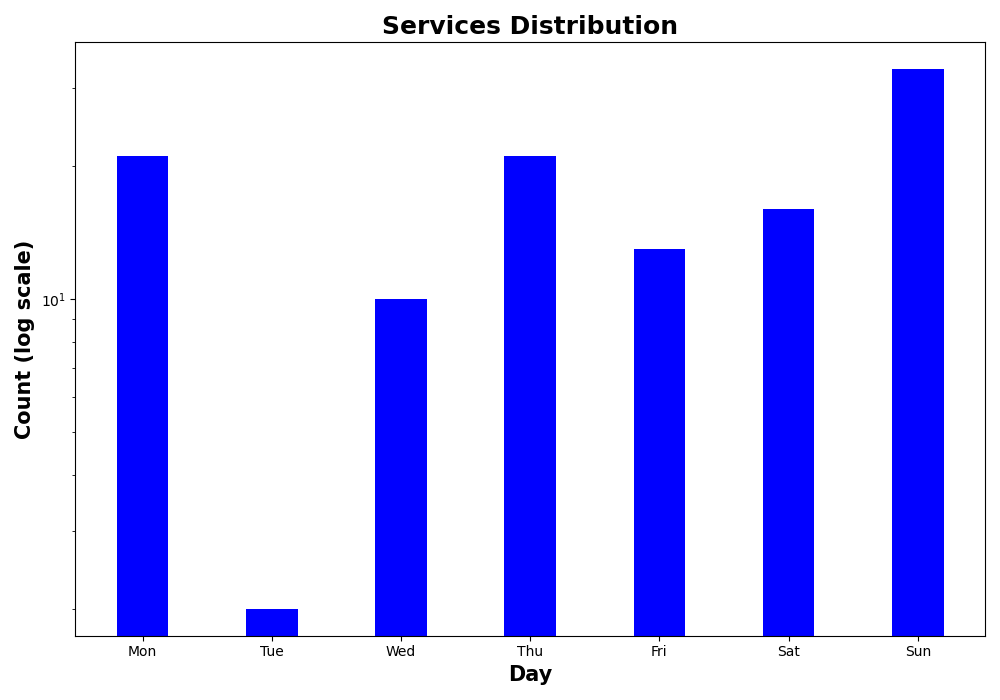 Services Distribution
Count (log scale)
10¹
Mon Tue Wed Thu Fri Sat Sun
Day